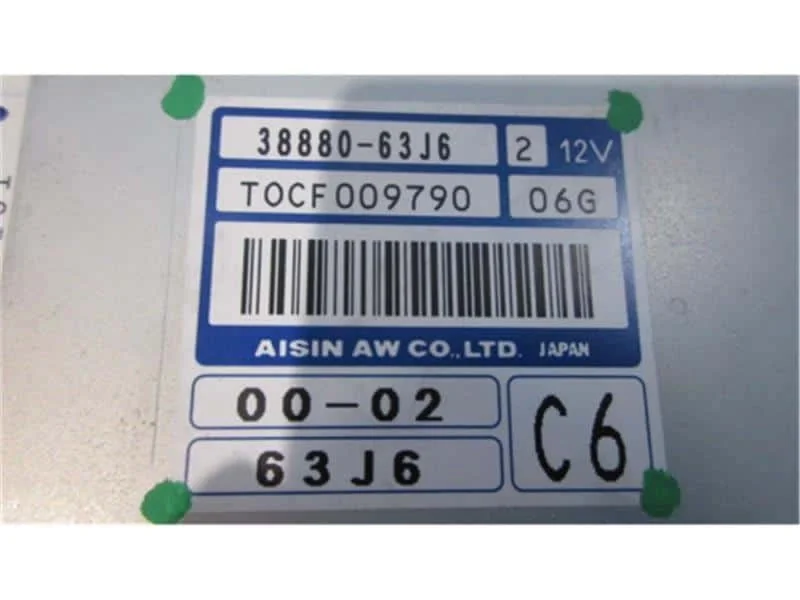 38880-63J6 2 12V
TOCF009790 06G
AISIN AW CO.,LTD. JAPAN
00-02
63J6
C6